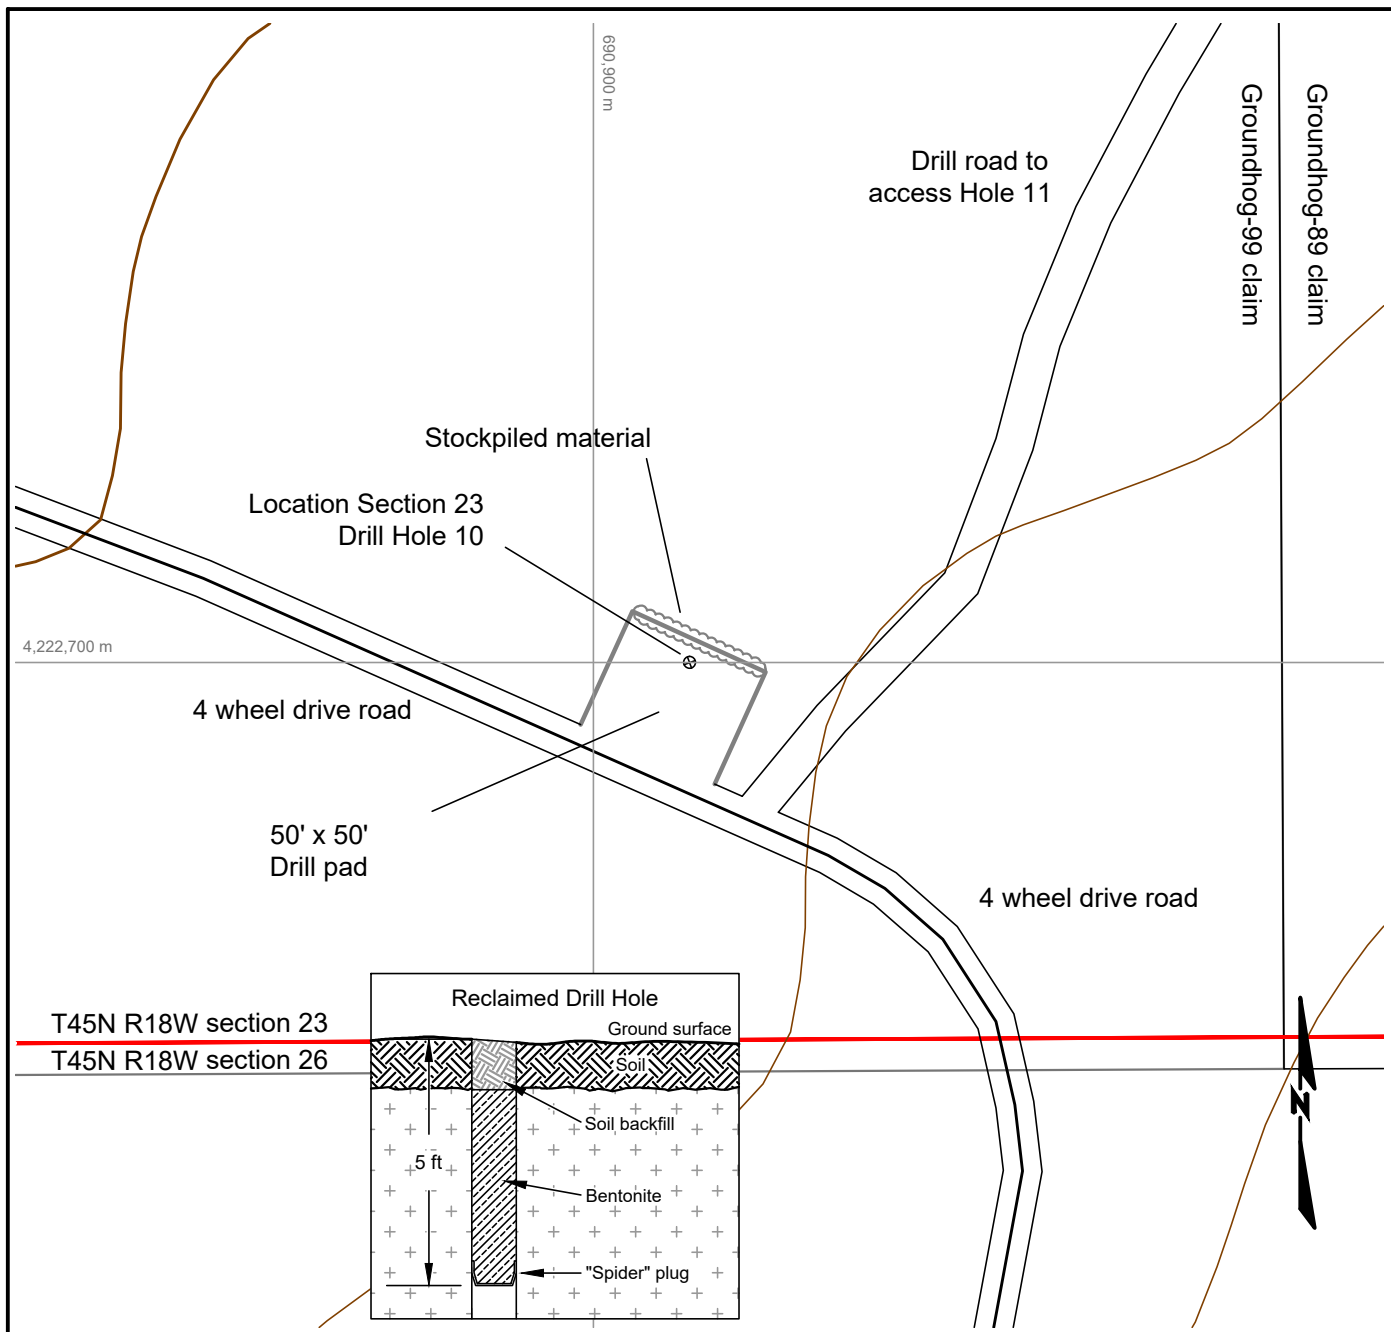 690,900 m
Drill road to
access Hole 11
Groundhog-99 claim
Groundhog-89 claim
Stockpiled material
Location Section 23
Drill Hole 10
4,222,700 m
4 wheel drive road
50' x 50'
Drill pad
4 wheel drive road
T45N R18W section 23
T45N R18W section 26
Reclaimed Drill Hole
Ground surface
Soil
Soil backfill
5 ft
Bentonite
"Spider" plug
N